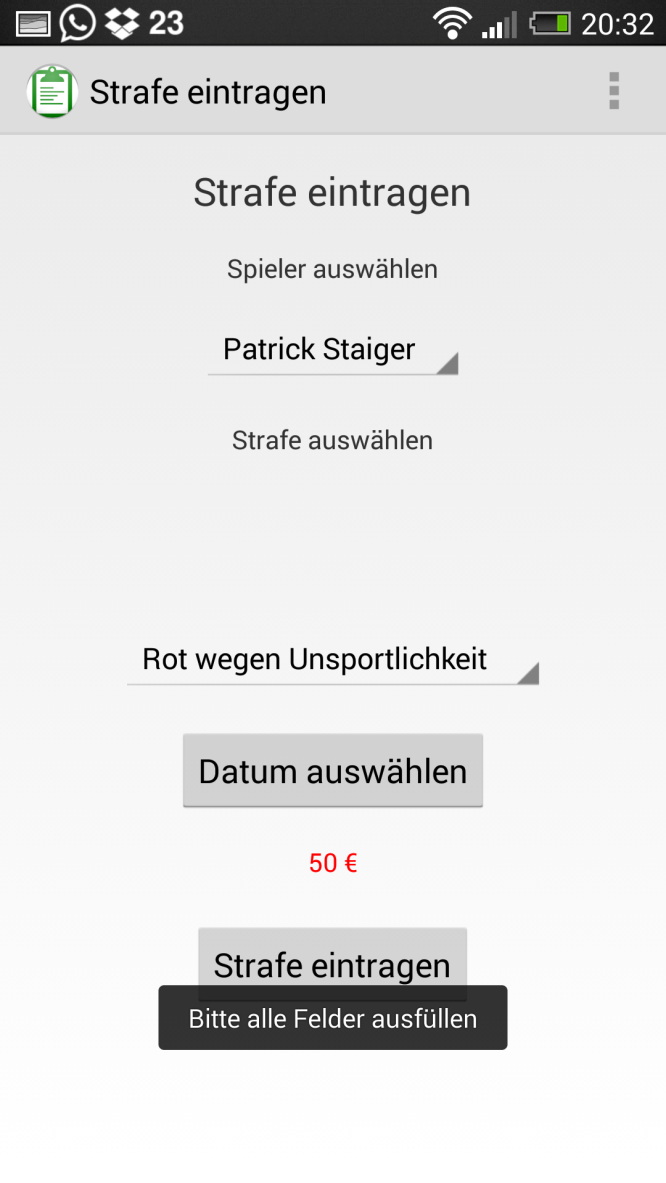 23 20:32
Strafe eintragen
Strafe eintragen
Spieler auswählen
Patrick Staiger
Strafe auswählen
Rot wegen Unsportlichkeit
Datum auswählen
50 €
Strafe eintragen
Bitte alle Felder ausfüllen